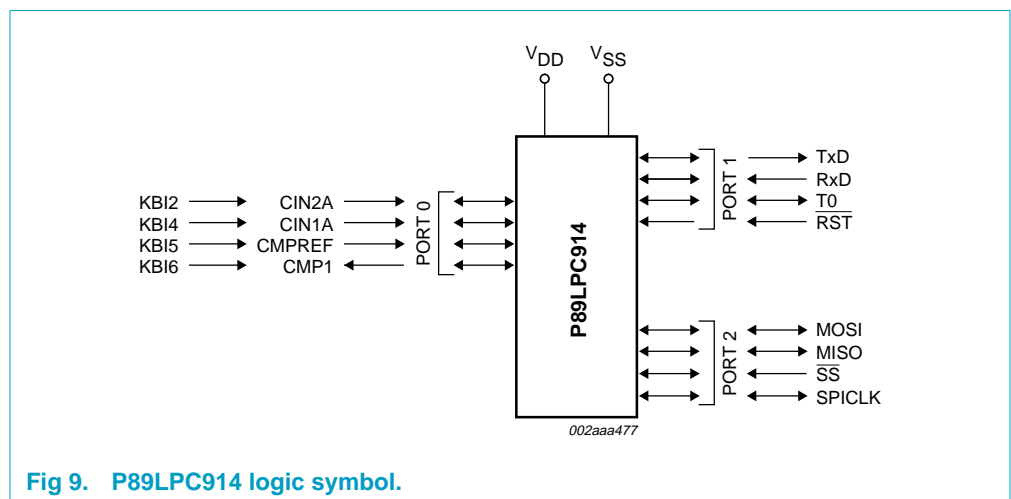 VDD VSS
KBI2 CIN2A
KBI4 CIN1A
KBI5 CMPREF
KBI6 CMP1
PORT 0
P89LPC914
PORT 1
TxD
RxD
T0
RST
PORT 2
MOSI
MISO
SS
SPICLK
002aaa477
Fig 9. P89LPC914 logic symbol.